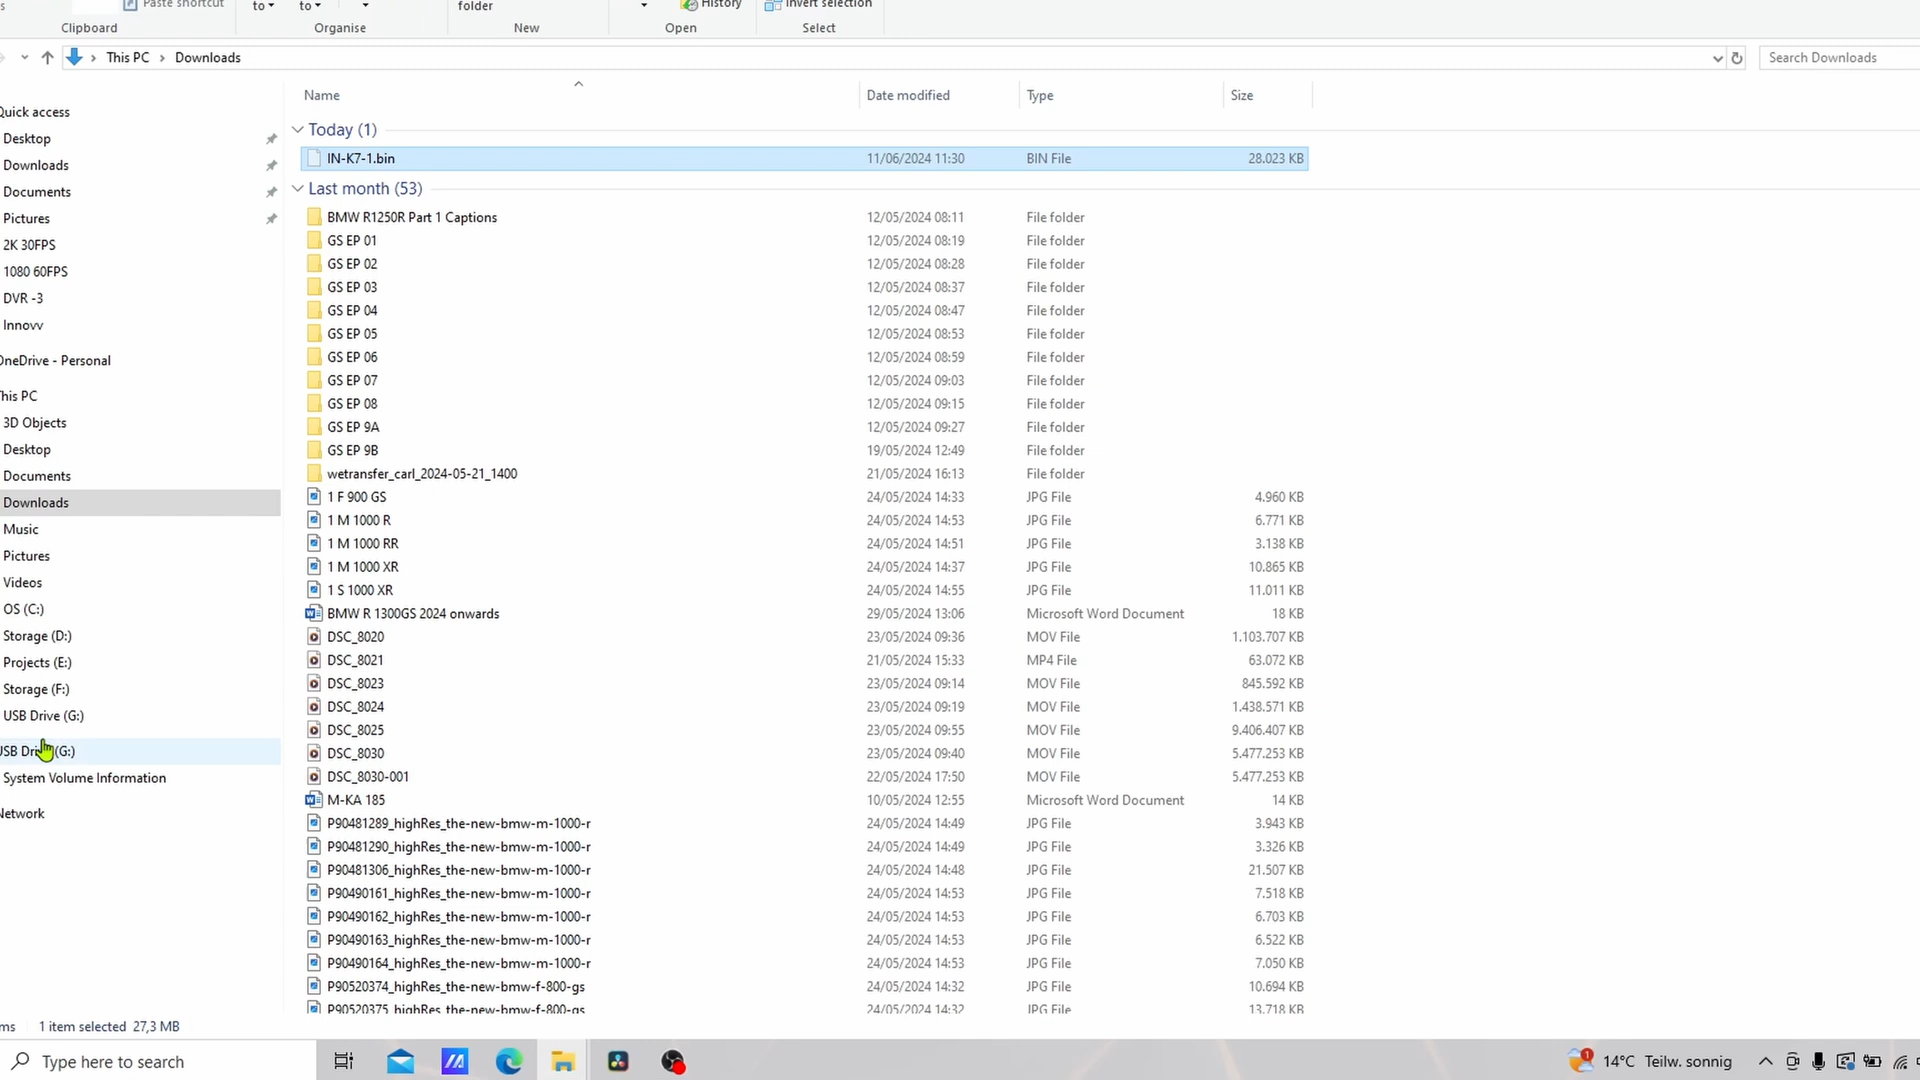 Paste shortcut to to folder History Invert selection
Clipboard Organise New Open Select
This PC Downloads Search Downloads
Name Date modified Type Size
Quick access
Desktop
Downloads
Documents
Pictures
2K 30FPS
1080 60FPS
DVR -3
Innovv
OneDrive - Personal
This PC
3D Objects
Desktop
Documents
Downloads
Music
Pictures
Videos
OS (C:)
Storage (D:)
Projects (E:)
Storage (F:)
USB Drive (G:)
(G:)
System Volume Information
Network
Today (1)
IN-K7-1.bin 11/06/2024 11:30 BIN File 28.023 KB
Last month (53)
BMW R1250R Part 1 Captions 12/05/2024 08:11 File folder
GS EP 01 12/05/2024 08:19 File folder
GS EP 02 12/05/2024 08:28 File folder
GS EP 03 12/05/2024 08:37 File folder
GS EP 04 12/05/2024 08:47 File folder
GS EP 05 12/05/2024 08:53 File folder
GS EP 06 12/05/2024 08:59 File folder
GS EP 07 12/05/2024 09:03 File folder
GS EP 08 12/05/2024 09:15 File folder
GS EP 9A 12/05/2024 09:27 File folder
GS EP 9B 19/05/2024 12:49 File folder
wetransfer_carl_2024-05-21_1400 21/05/2024 16:13 File folder
1 F 900 GS 24/05/2024 14:33 JPG File 4.960 KB
1 M 1000 R 24/05/2024 14:53 JPG File 6.771 KB
1 M 1000 RR 24/05/2024 14:51 JPG File 3.138 KB
1 M 1000 XR 24/05/2024 14:37 JPG File 10.865 KB
1 S 1000 XR 24/05/2024 14:55 JPG File 11.011 KB
BMW R 1300GS 2024 onwards 29/05/2024 13:06 Microsoft Word Document 18 KB
DSC_8020 23/05/2024 09:36 MOV File 1.103.707 KB
DSC_8021 21/05/2024 15:33 MP4 File 63.072 KB
DSC_8023 23/05/2024 09:14 MOV File 845.592 KB
DSC_8024 23/05/2024 09:19 MOV File 1.438.571 KB
DSC_8025 23/05/2024 09:55 MOV File 9.406.407 KB
DSC_8030 23/05/2024 09:40 MOV File 5.477.253 KB
DSC_8030-001 22/05/2024 17:50 MOV File 5.477.253 KB
M-KA 185 10/05/2024 12:55 Microsoft Word Document 14 KB
P90481289_highRes_the-new-bmw-m-1000-r 24/05/2024 14:49 JPG File 3.943 KB
P90481290_highRes_the-new-bmw-m-1000-r 24/05/2024 14:49 JPG File 3.326 KB
P90481306_highRes_the-new-bmw-m-1000-r 24/05/2024 14:48 JPG File 21.507 KB
P90490161_highRes_the-new-bmw-m-1000-r 24/05/2024 14:53 JPG File 7.518 KB
P90490162_highRes_the-new-bmw-m-1000-r 24/05/2024 14:53 JPG File 6.703 KB
P90490163_highRes_the-new-bmw-m-1000-r 24/05/2024 14:53 JPG File 6.522 KB
P90490164_highRes_the-new-bmw-m-1000-r 24/05/2024 14:53 JPG File 7.050 KB
P90520374_highRes_the-new-bmw-f-800-gs 24/05/2024 14:32 JPG File 10.694 KB
P90520375_highRes_the-new-bmw-f-800-gs 24/05/2024 14:32 JPG File 13.718 KB
1 item selected 27,3 MB
Type here to search 1 14°C Teilw. sonnig